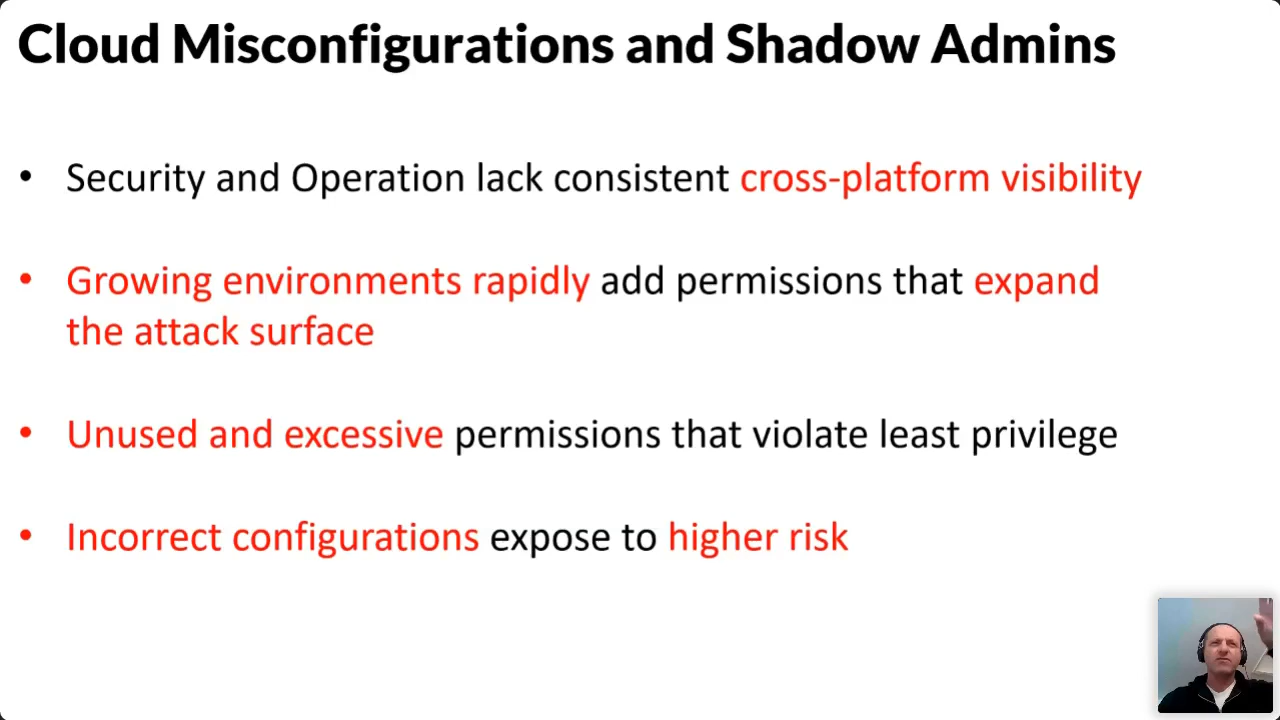 Cloud Misconfigurations and Shadow Admins
• Security and Operation lack consistent cross-platform visibility
• Growing environments rapidly add permissions that expand
the attack surface
• Unused and excessive permissions that violate least privilege
• Incorrect configurations expose to higher risk